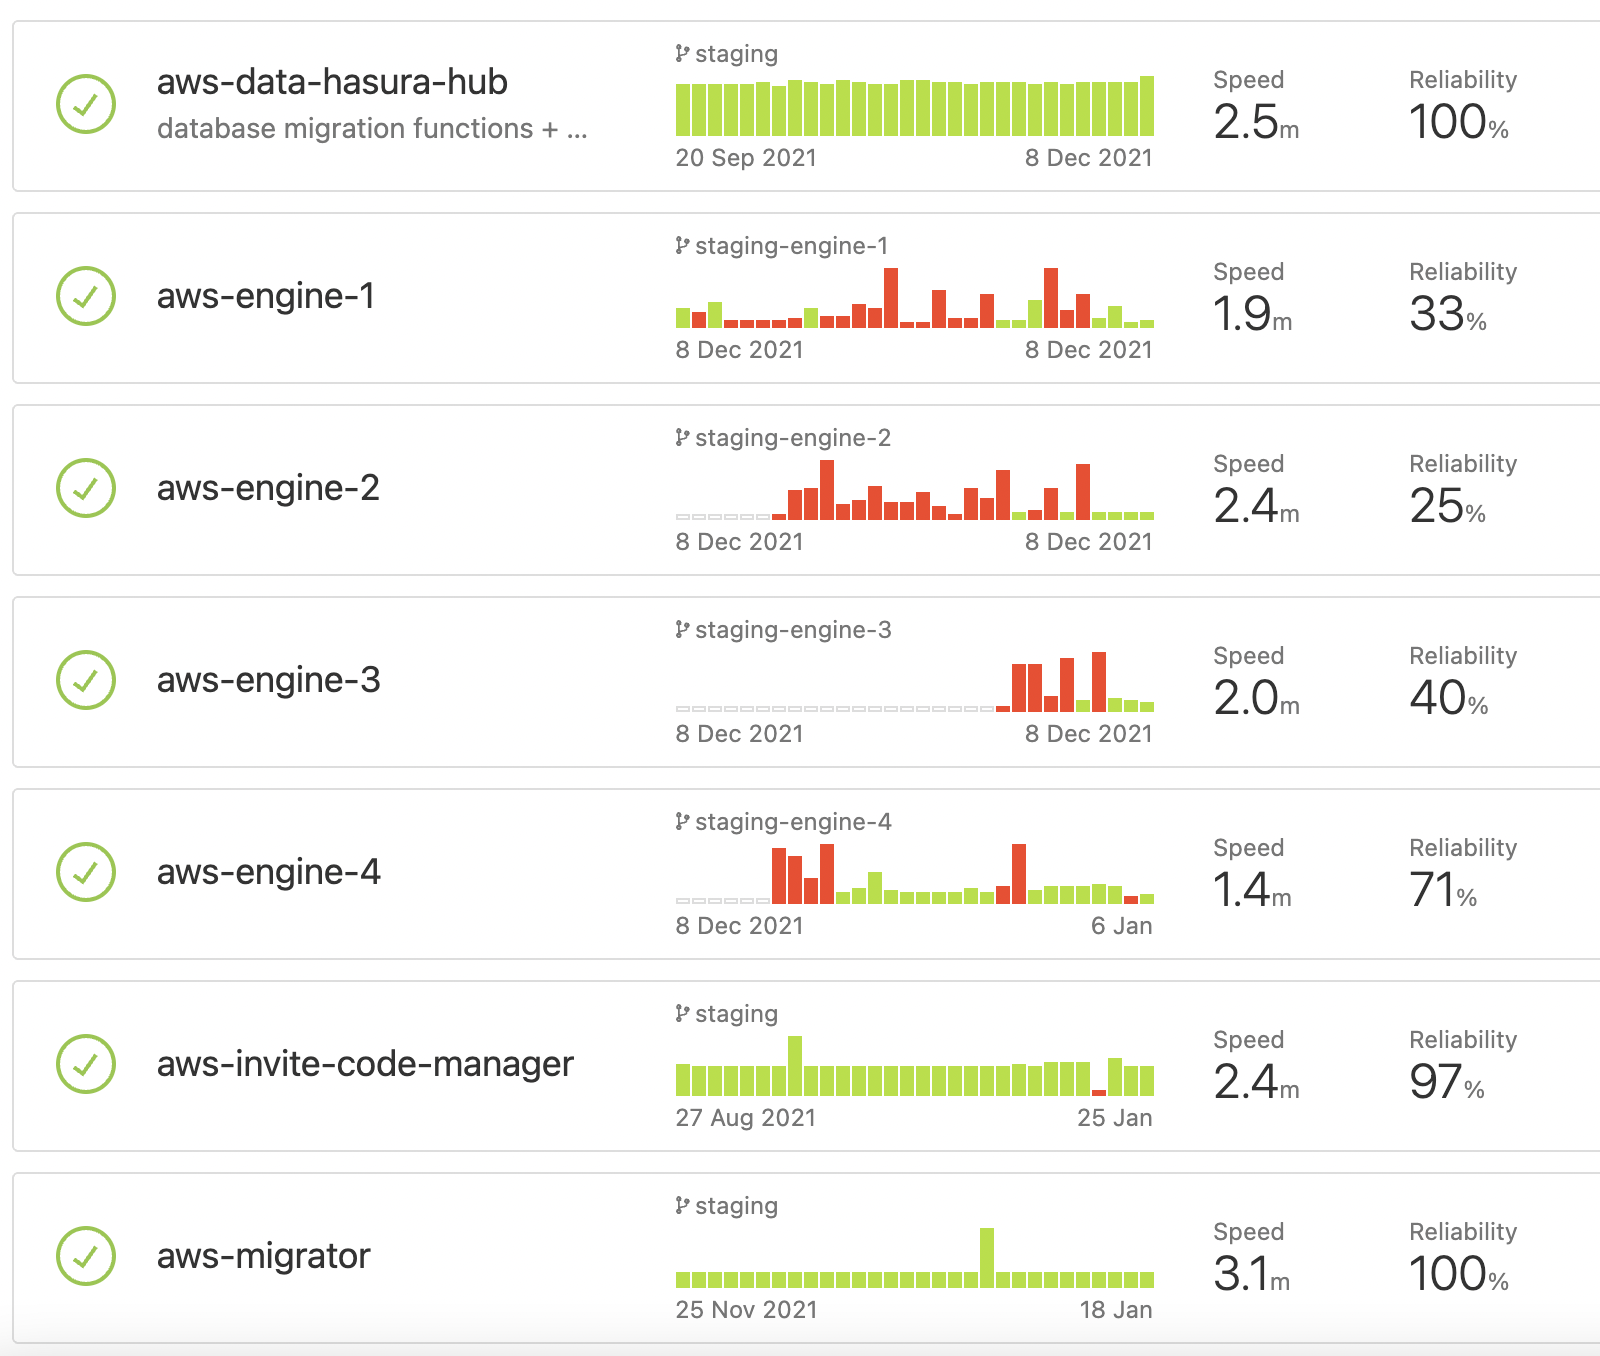 staging
aws-data-hasura-hub
database migration functions + ...
Speed
Reliability
2.5m
100%
20 Sep 2021
8 Dec 2021
staging-engine-1
aws-engine-1
Speed
Reliability
1.9m
33%
8 Dec 2021
8 Dec 2021
staging-engine-2
aws-engine-2
Speed
Reliability
2.4m
25%
8 Dec 2021
8 Dec 2021
staging-engine-3
aws-engine-3
Speed
Reliability
2.0m
40%
8 Dec 2021
8 Dec 2021
staging-engine-4
aws-engine-4
Speed
Reliability
1.4m
71%
8 Dec 2021
6 Jan
staging
aws-invite-code-manager
Speed
Reliability
2.4m
97%
27 Aug 2021
25 Jan
staging
aws-migrator
Speed
Reliability
3.1m
100%
25 Nov 2021
18 Jan